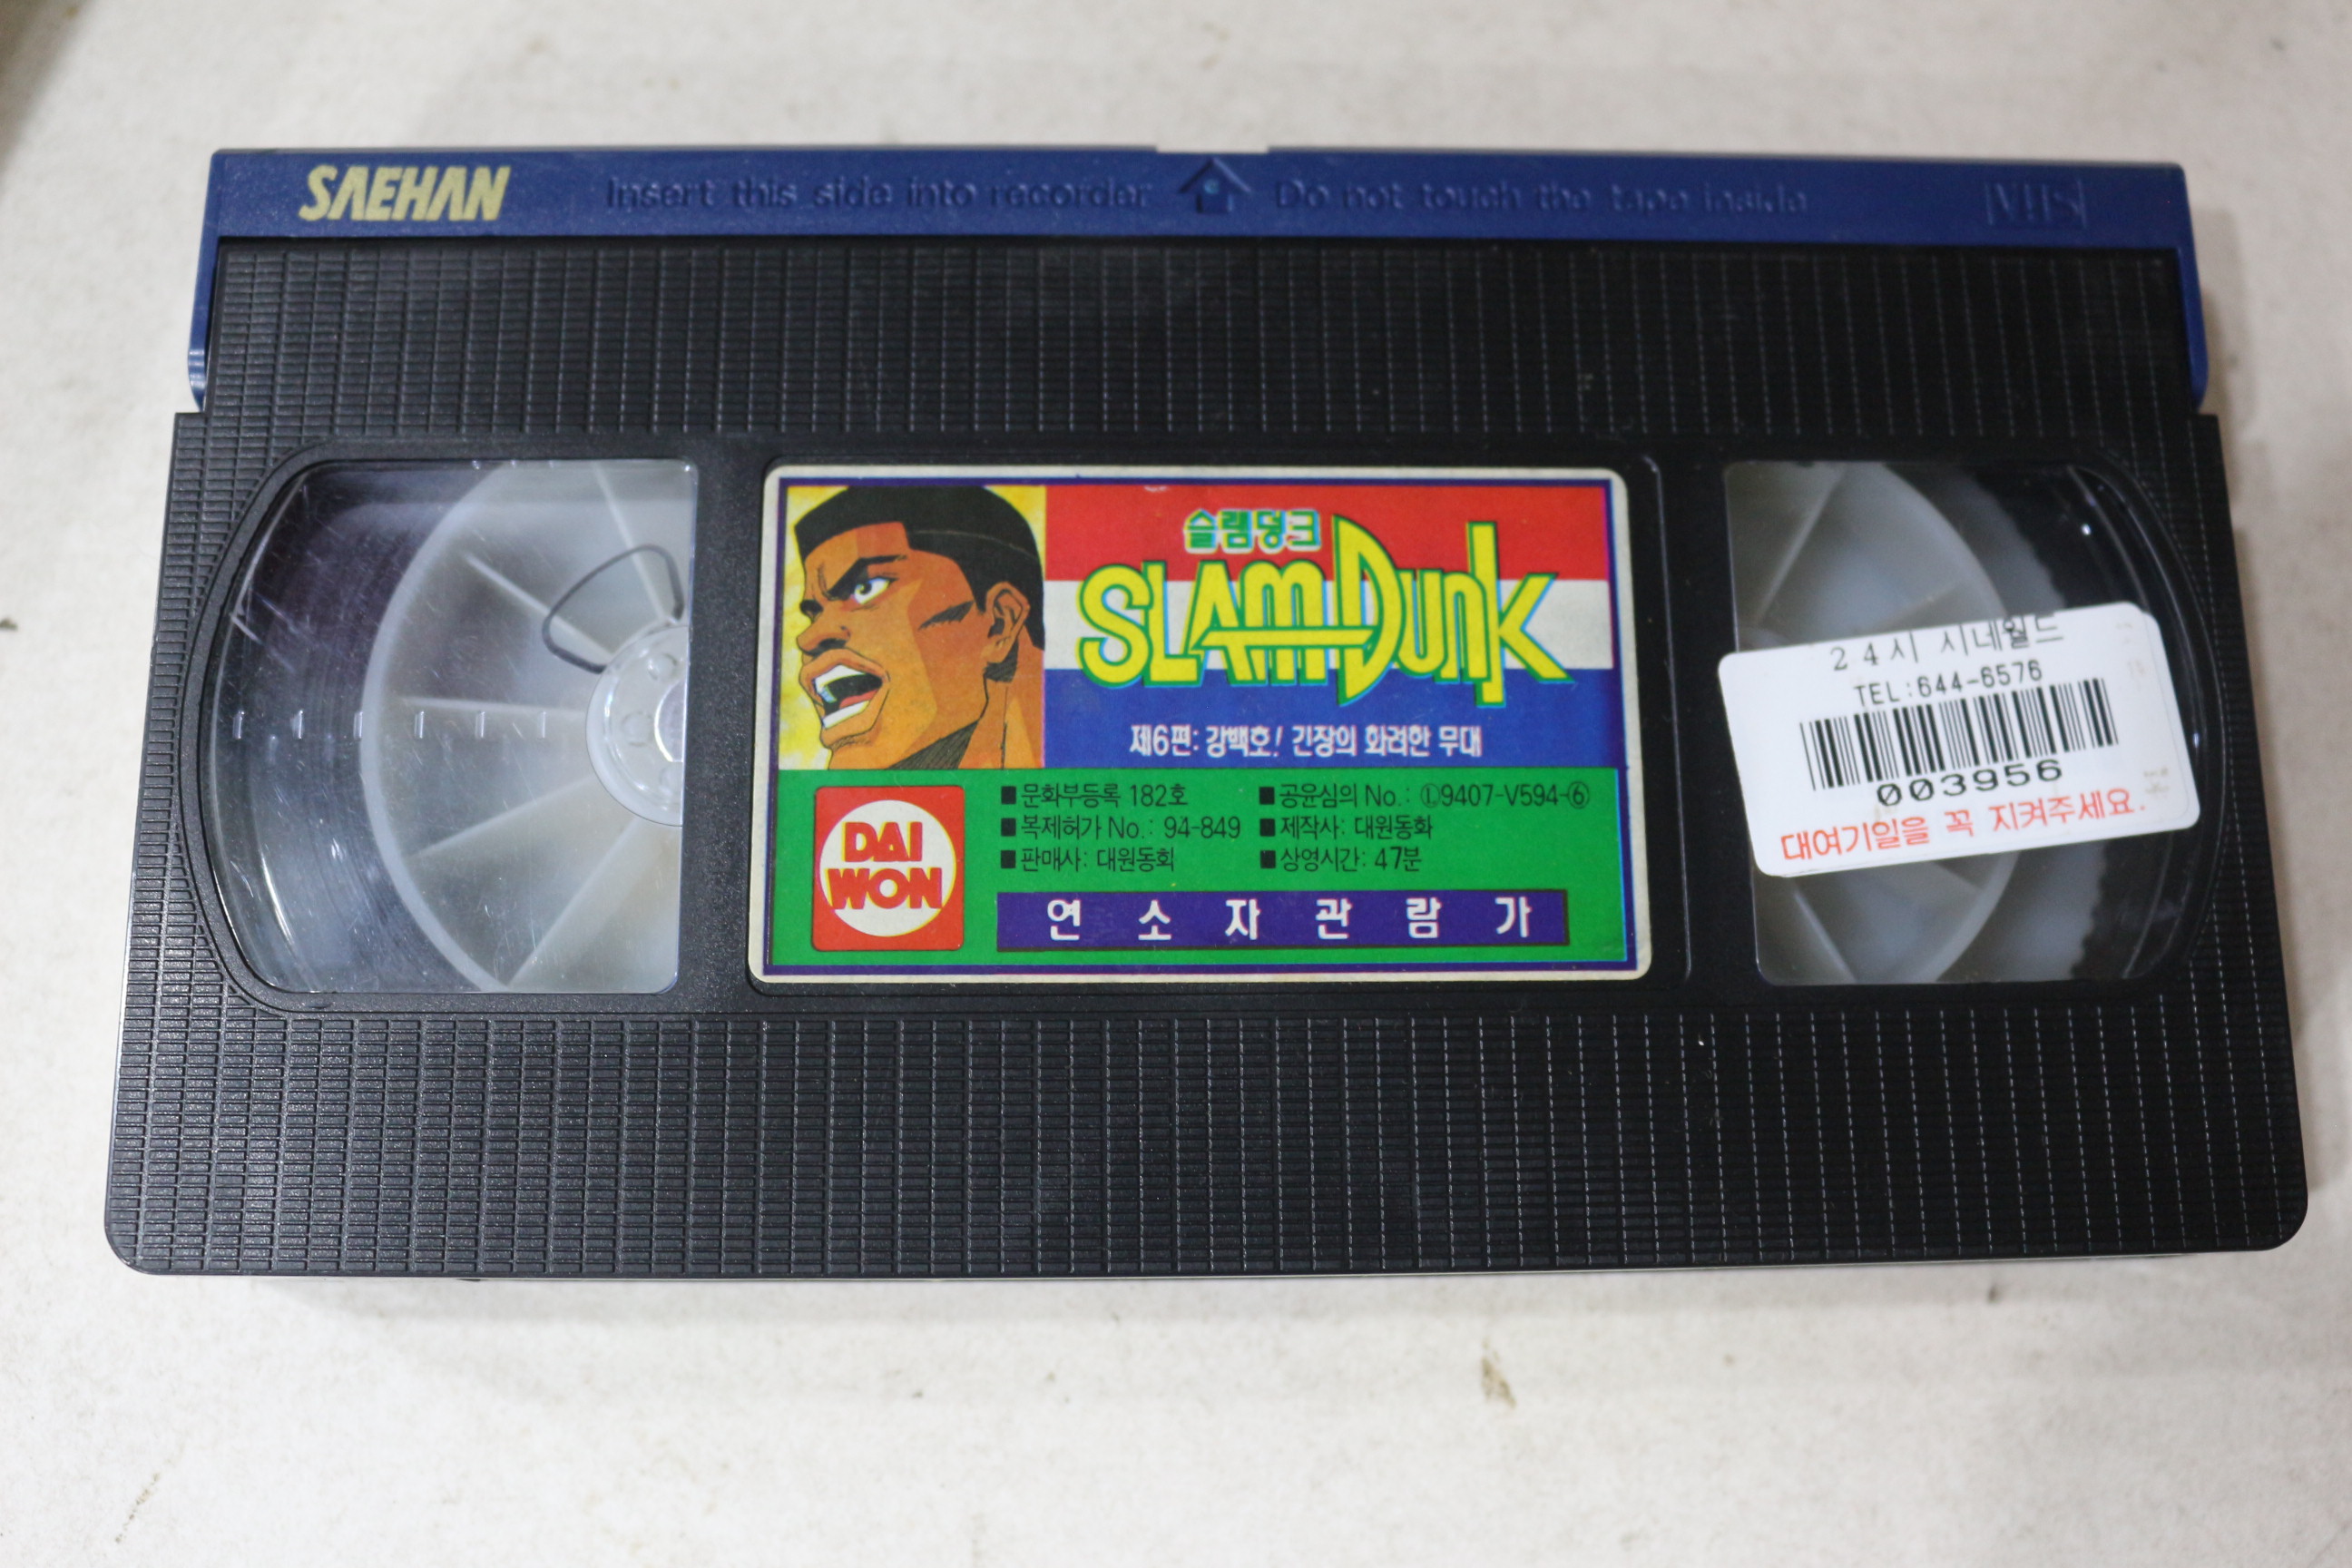 SAEHAN
Insert this side into recorder Do not touch the tape inside
VHS
슬램덩크
SLAM DUNK
제6편: 강백호! 긴장의 화려한 무대
■문화부등록 182호 ■공윤심의 No.: Ⓛ9407-V594-⑥
■복제허가 No.: 94-849 ■제작사: 대원동화
■판매사: 대원동화 ■상영시간: 47분
DAI
WON
연소자관람가
24시 시네월드
TEL:644-6576
003956
대여기일을 꼭 지켜주세요.